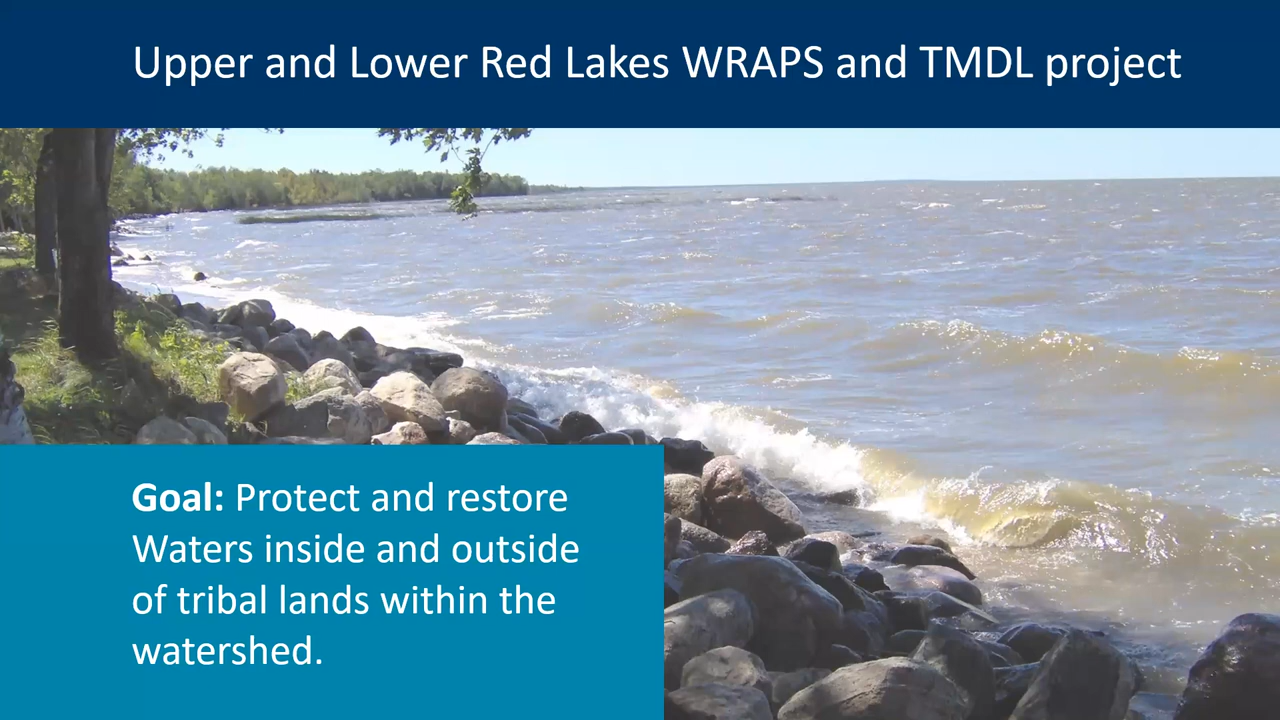 Upper and Lower Red Lakes WRAPS and TMDL project
Goal: Protect and restore
Waters inside and outside
of tribal lands within the
watershed.